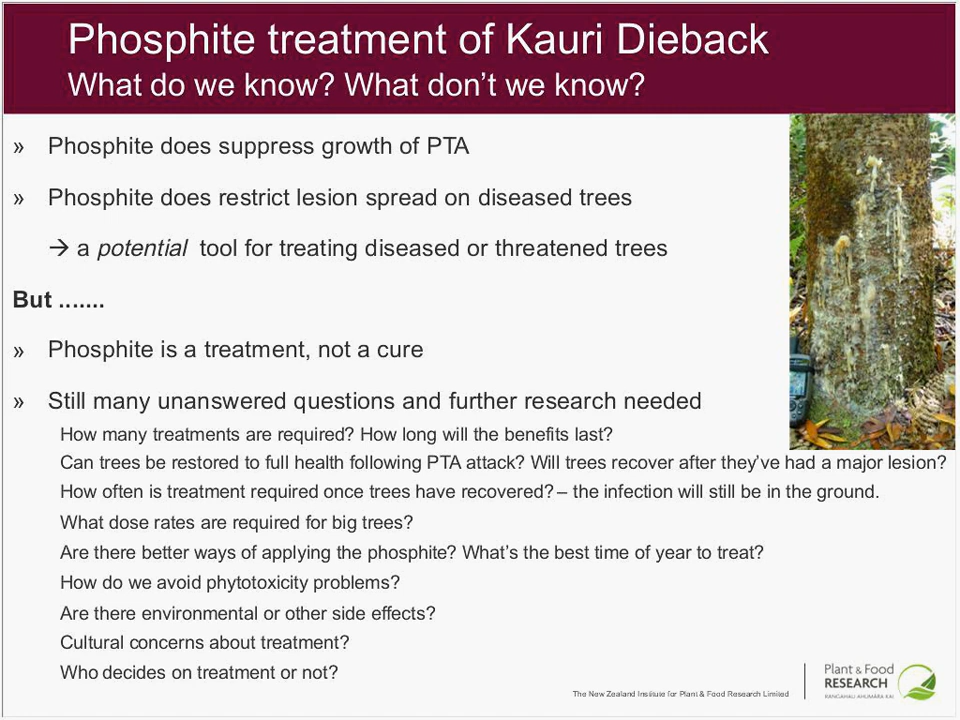 Phosphite treatment of Kauri Dieback
What do we know? What don't we know?
» Phosphite does suppress growth of PTA
» Phosphite does restrict lesion spread on diseased trees
→ a potential tool for treating diseased or threatened trees
But .......
» Phosphite is a treatment, not a cure
» Still many unanswered questions and further research needed
How many treatments are required? How long will the benefits last?
Can trees be restored to full health following PTA attack? Will trees recover after they've had a major lesion?
How often is treatment required once trees have recovered? – the infection will still be in the ground.
What dose rates are required for big trees?
Are there better ways of applying the phosphite? What's the best time of year to treat?
How do we avoid phytotoxicity problems?
Are there environmental or other side effects?
Cultural concerns about treatment?
Who decides on treatment or not?
The New Zealand Institute for Plant & Food Research Limited
Plant & Food
RESEARCH
RANGAHAU AHUMĀRA KAI